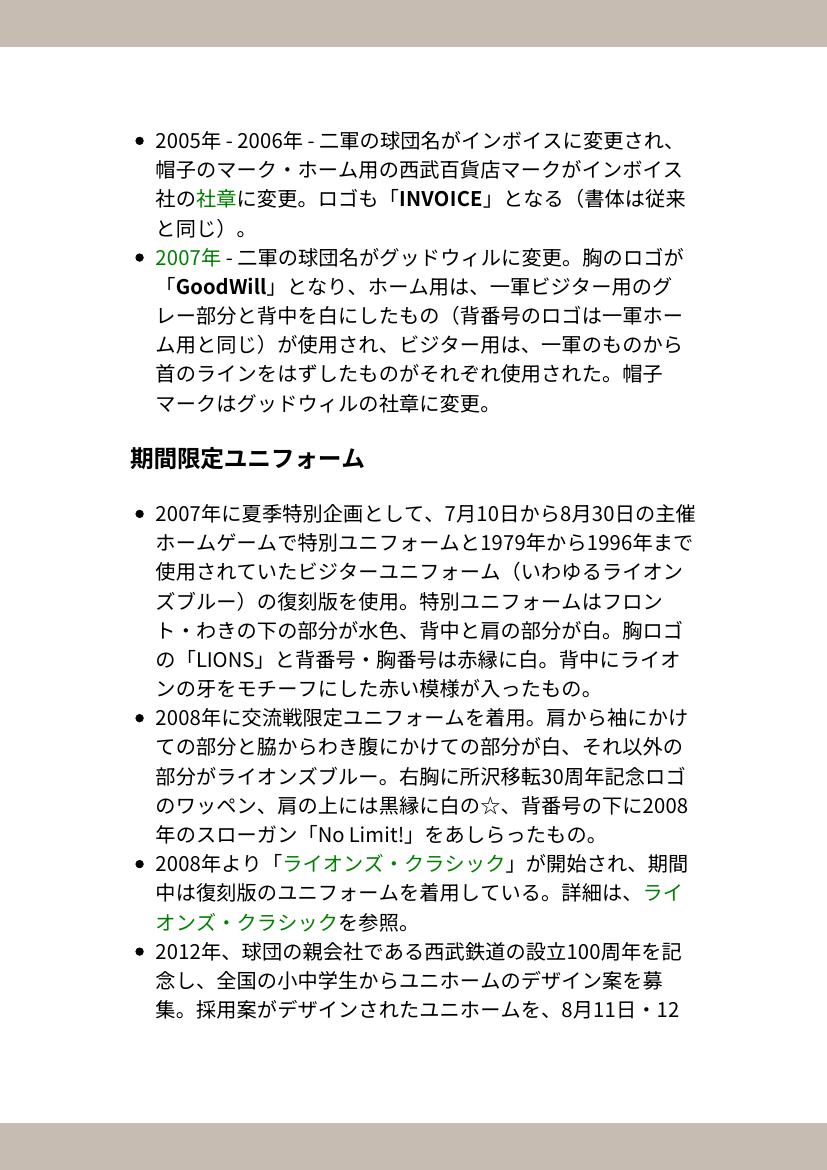 • 2005年 - 2006年 - 二軍の球団名がインボイスに変更され、
帽子のマーク・ホーム用の西武百貨店マークがインボイス
社の社章に変更。ロゴも「INVOICE」となる（書体は従来
と同じ）。
• 2007年 - 二軍の球団名がグッドウィルに変更。胸のロゴが
「GoodWill」となり、ホーム用は、一軍ビジター用のグ
レー部分と背中を白にしたもの（背番号のロゴは一軍ホー
ム用と同じ）が使用され、ビジター用は、一軍のものから
首のラインをはずしたものがそれぞれ使用された。帽子
マークはグッドウィルの社章に変更。
期間限定ユニフォーム
• 2007年に夏季特別企画として、7月10日から8月30日の主催
ホームゲームで特別ユニフォームと1979年から1996年まで
使用されていたビジターユニフォーム（いわゆるライオン
ズブルー）の復刻版を使用。特別ユニフォームはフロン
ト・わきの下の部分が水色、背中と肩の部分が白。胸ロゴ
の「LIONS」と背番号・胸番号は赤縁に白。背中にライオ
ンの牙をモチーフにした赤い模様が入ったもの。
• 2008年に交流戦限定ユニフォームを着用。肩から袖にかけ
ての部分と脇からわき腹にかけての部分が白、それ以外の
部分がライオンズブルー。右胸に所沢移転30周年記念ロゴ
のワッペン、肩の上には黒縁に白の☆、背番号の下に2008
年のスローガン「No Limit!」をあしらったもの。
• 2008年より「ライオンズ・クラシック」が開始され、期間
中は復刻版のユニフォームを着用している。詳細は、ライ
オンズ・クラシックを参照。
• 2012年、球団の親会社である西武鉄道の設立100周年を記
念し、全国の小中学生からユニホームのデザイン案を募
集。採用案がデザインされたユニホームを、8月11日・12